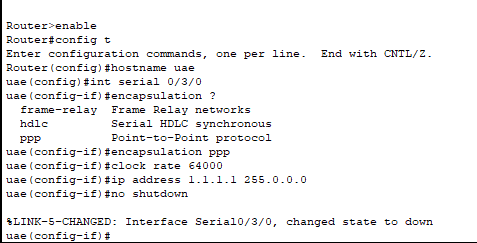 Router>enable
Router#config t
Enter configuration commands, one per line.  End with CNTL/Z.
Router(config)#hostname uae
uae(config)#int serial 0/3/0
uae(config-if)#encapsulation ?
  frame-relay  Frame Relay networks
  hdlc         Serial HDLC synchronous
  ppp          Point-to-Point protocol
uae(config-if)#encapsulation ppp
uae(config-if)#clock rate 64000
uae(config-if)#ip address 1.1.1.1 255.0.0.0
uae(config-if)#no shutdown

%LINK-5-CHANGED: Interface Serial0/3/0, changed state to down
uae(config-if)#